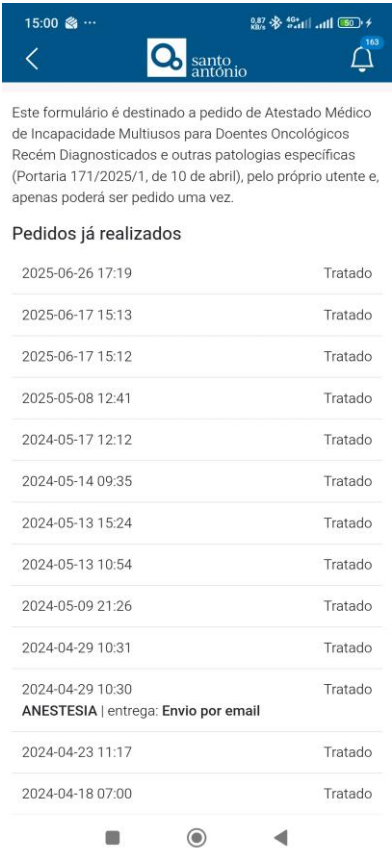 15:00 ...
0,87 KB/s 4G+ 50
santo
antónio
163
Este formulário é destinado a pedido de Atestado Médico
de Incapacidade Multiusos para Doentes Oncológicos
Recém Diagnosticados e outras patologias específicas
(Portaria 171/2025/1, de 10 de abril), pelo próprio utente e,
apenas poderá ser pedido uma vez.
Pedidos já realizados
2025-06-26 17:19 Tratado
2025-06-17 15:13 Tratado
2025-06-17 15:12 Tratado
2025-05-08 12:41 Tratado
2024-05-17 12:12 Tratado
2024-05-14 09:35 Tratado
2024-05-13 15:24 Tratado
2024-05-13 10:54 Tratado
2024-05-09 21:26 Tratado
2024-04-29 10:31 Tratado
2024-04-29 10:30 Tratado
ANESTESIA | entrega: Envio por email
2024-04-23 11:17 Tratado
2024-04-18 07:00 Tratado